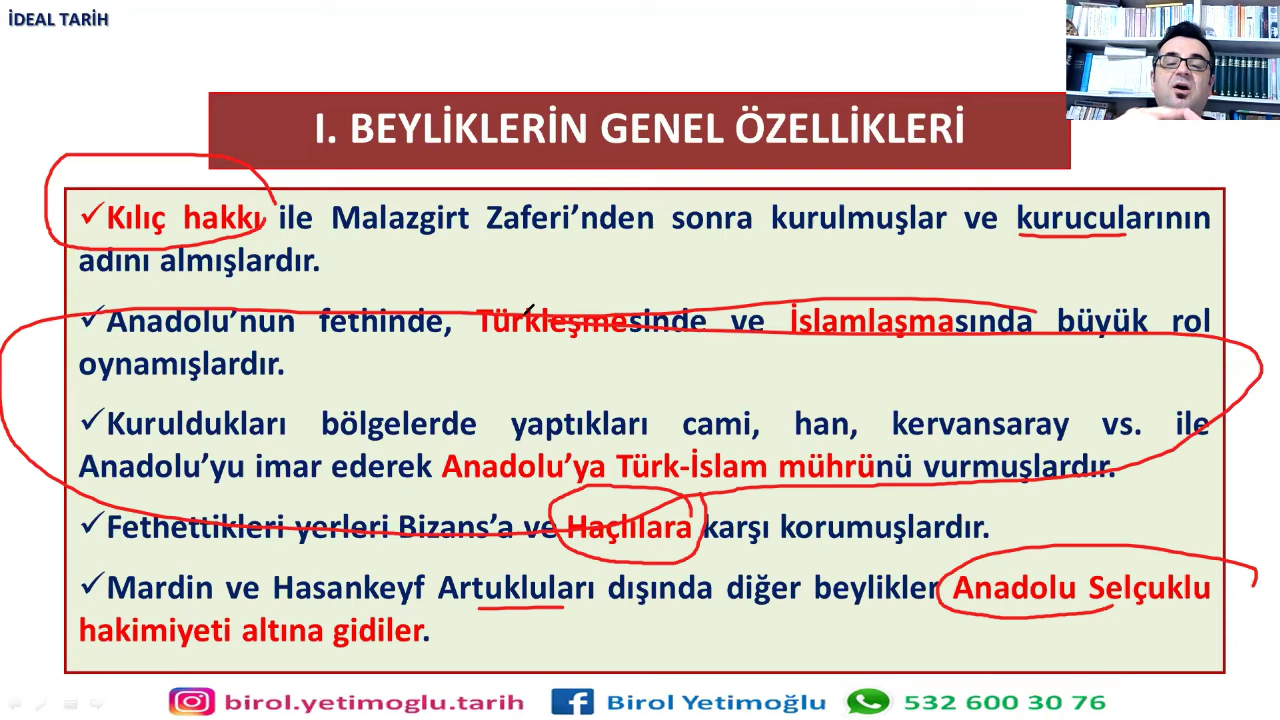 İDEAL TARİH
I. BEYLİKLERİN GENEL ÖZELLİKLERİ
✓Kılıç hakkı ile Malazgirt Zaferi’nden sonra kurulmuşlar ve kurucularının
adını almışlardır.
✓Anadolu’nun fethinde, Türkleşmesinde ve İslamlaşmasında büyük rol
oynamışlardır.
✓Kuruldukları bölgelerde yaptıkları cami, han, kervansaray vs. ile
Anadolu’yu imar ederek Anadolu’ya Türk-İslam mührünü vurmuşlardır.
✓Fethettikleri yerleri Bizans’a ve Haçlılara karşı korumuşlardır.
✓Mardin ve Hasankeyf Artukluları dışında diğer beylikler Anadolu Selçuklu
hakimiyeti altına gidiler.
birol.yetimoglu.tarih Birol Yetimoğlu 532 600 30 76